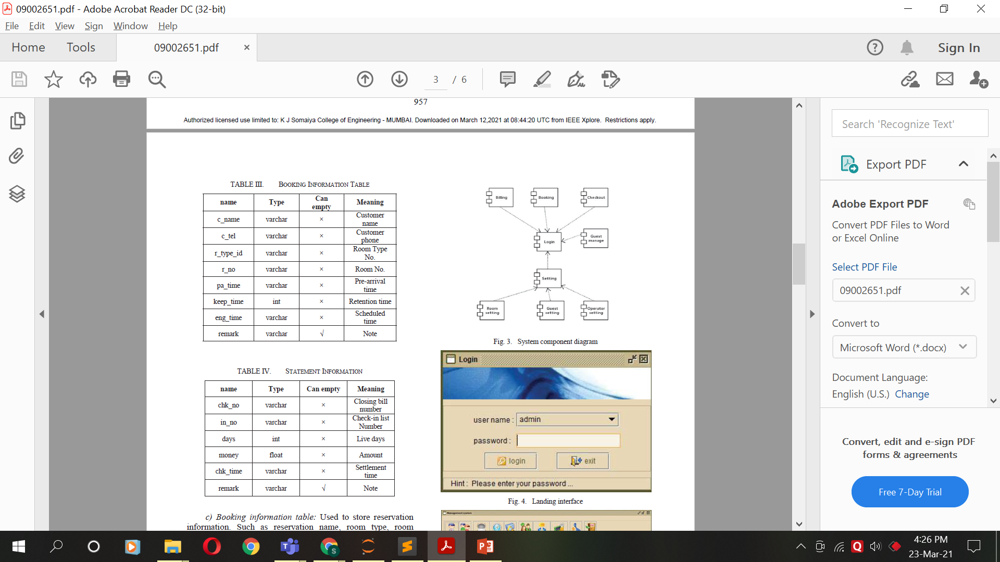 09002651.pdf - Adobe Acrobat Reader DC (32-bit)
File Edit View Sign Window Help
Home Tools 09002651.pdf × Sign In
3 / 6
957
Authorized licensed use limited to: K J Somaiya College of Engineering - MUMBAI. Downloaded on March 12,2021 at 08:44:20 UTC from IEEE Xplore. Restrictions apply.
TABLE III. BOOKING INFORMATION TABLE
name Type Can empty Meaning
c_name varchar × Customer name
c_tel varchar × Customer phone
r_type_id varchar × Room Type No.
r_no varchar × Room No.
pa_time varchar × Pre-arrival time
keep_time int × Retention time
eng_time varchar × Scheduled time
remark varchar √ Note
TABLE IV. STATEMENT INFORMATION
name Type Can empty Meaning
chk_no varchar × Closing bill number
in_no varchar × Check-in list Number
days int × Live days
money float × Amount
chk_time varchar × Settlement time
remark varchar √ Note
c) Booking information table: Used to store reservation
information. Such as reservation name, room type, room
Billing Booking Checkout
Login Guest manage
Setting
Room setting Guest setting Operator setting
Fig. 3. System component diagram
Login
user name : admin
password :
login exit
Hint : Please enter your password ...
Fig. 4. Landing interface
Management system
Search 'Recognize Text'
Export PDF
Adobe Export PDF
Convert PDF Files to Word
or Excel Online
Select PDF File
09002651.pdf
Convert to
Microsoft Word (*.docx)
Document Language:
English (U.S.) Change
Convert, edit and e-sign PDF
forms & agreements
Free 7-Day Trial
4:26 PM
23-Mar-21